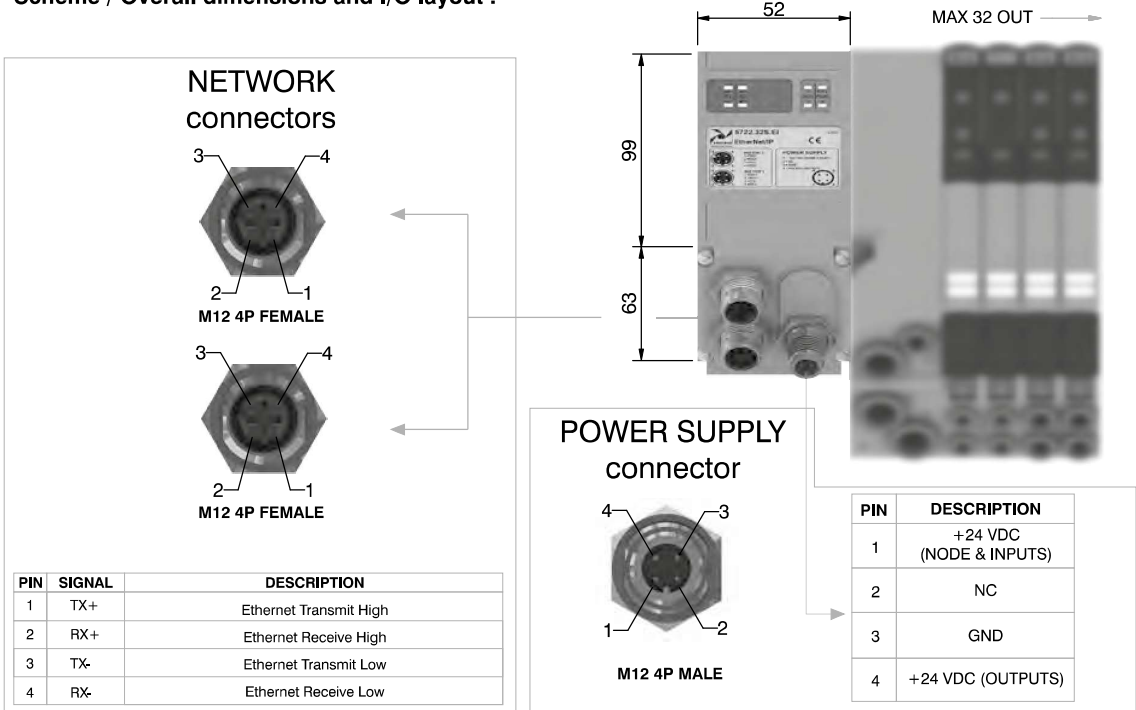 Scheme / Overall dimensions and I/O layout :
52
MAX 32 OUT
99
63
5722.32S.EI
EtherNet/IP
CE
POWER SUPPLY
NETWORK
connectors
3
4
2
1
M12 4P FEMALE
3
4
2
1
M12 4P FEMALE
PIN SIGNAL DESCRIPTION
1 TX+ Ethernet Transmit High
2 RX+ Ethernet Receive High
3 TX- Ethernet Transmit Low
4 RX- Ethernet Receive Low
POWER SUPPLY
connector
4
3
1
2
M12 4P MALE
PIN DESCRIPTION
1 +24 VDC
(NODE & INPUTS)
2 NC
3 GND
4 +24 VDC (OUTPUTS)